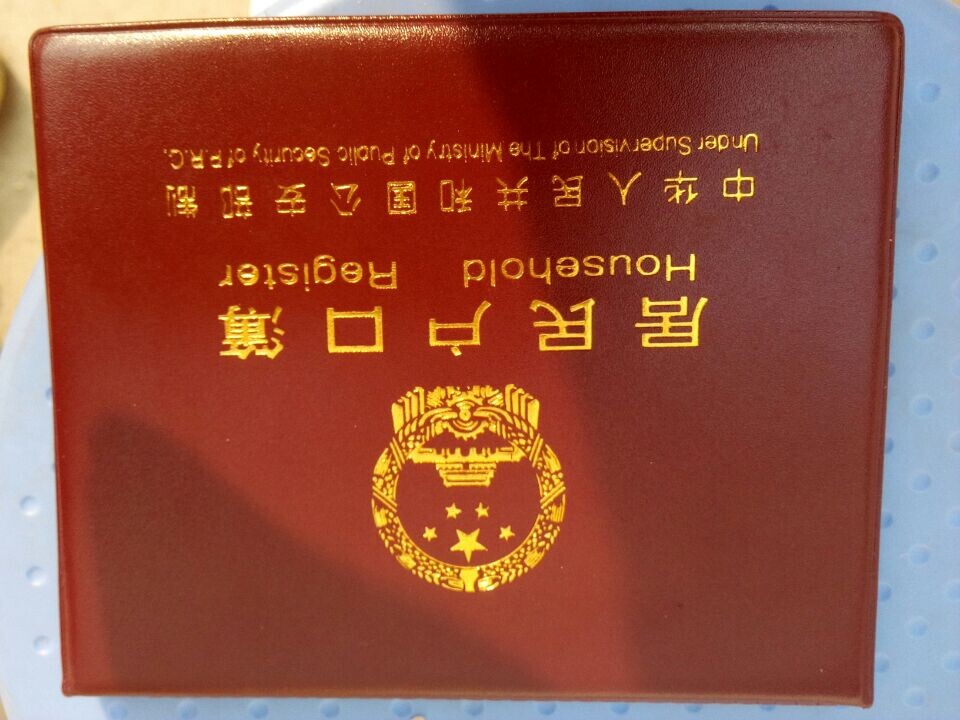 居民户口簿
Household Register
中华人民共和国公安部制
Under Supervision of The Ministry of Public Security of P.R.C.